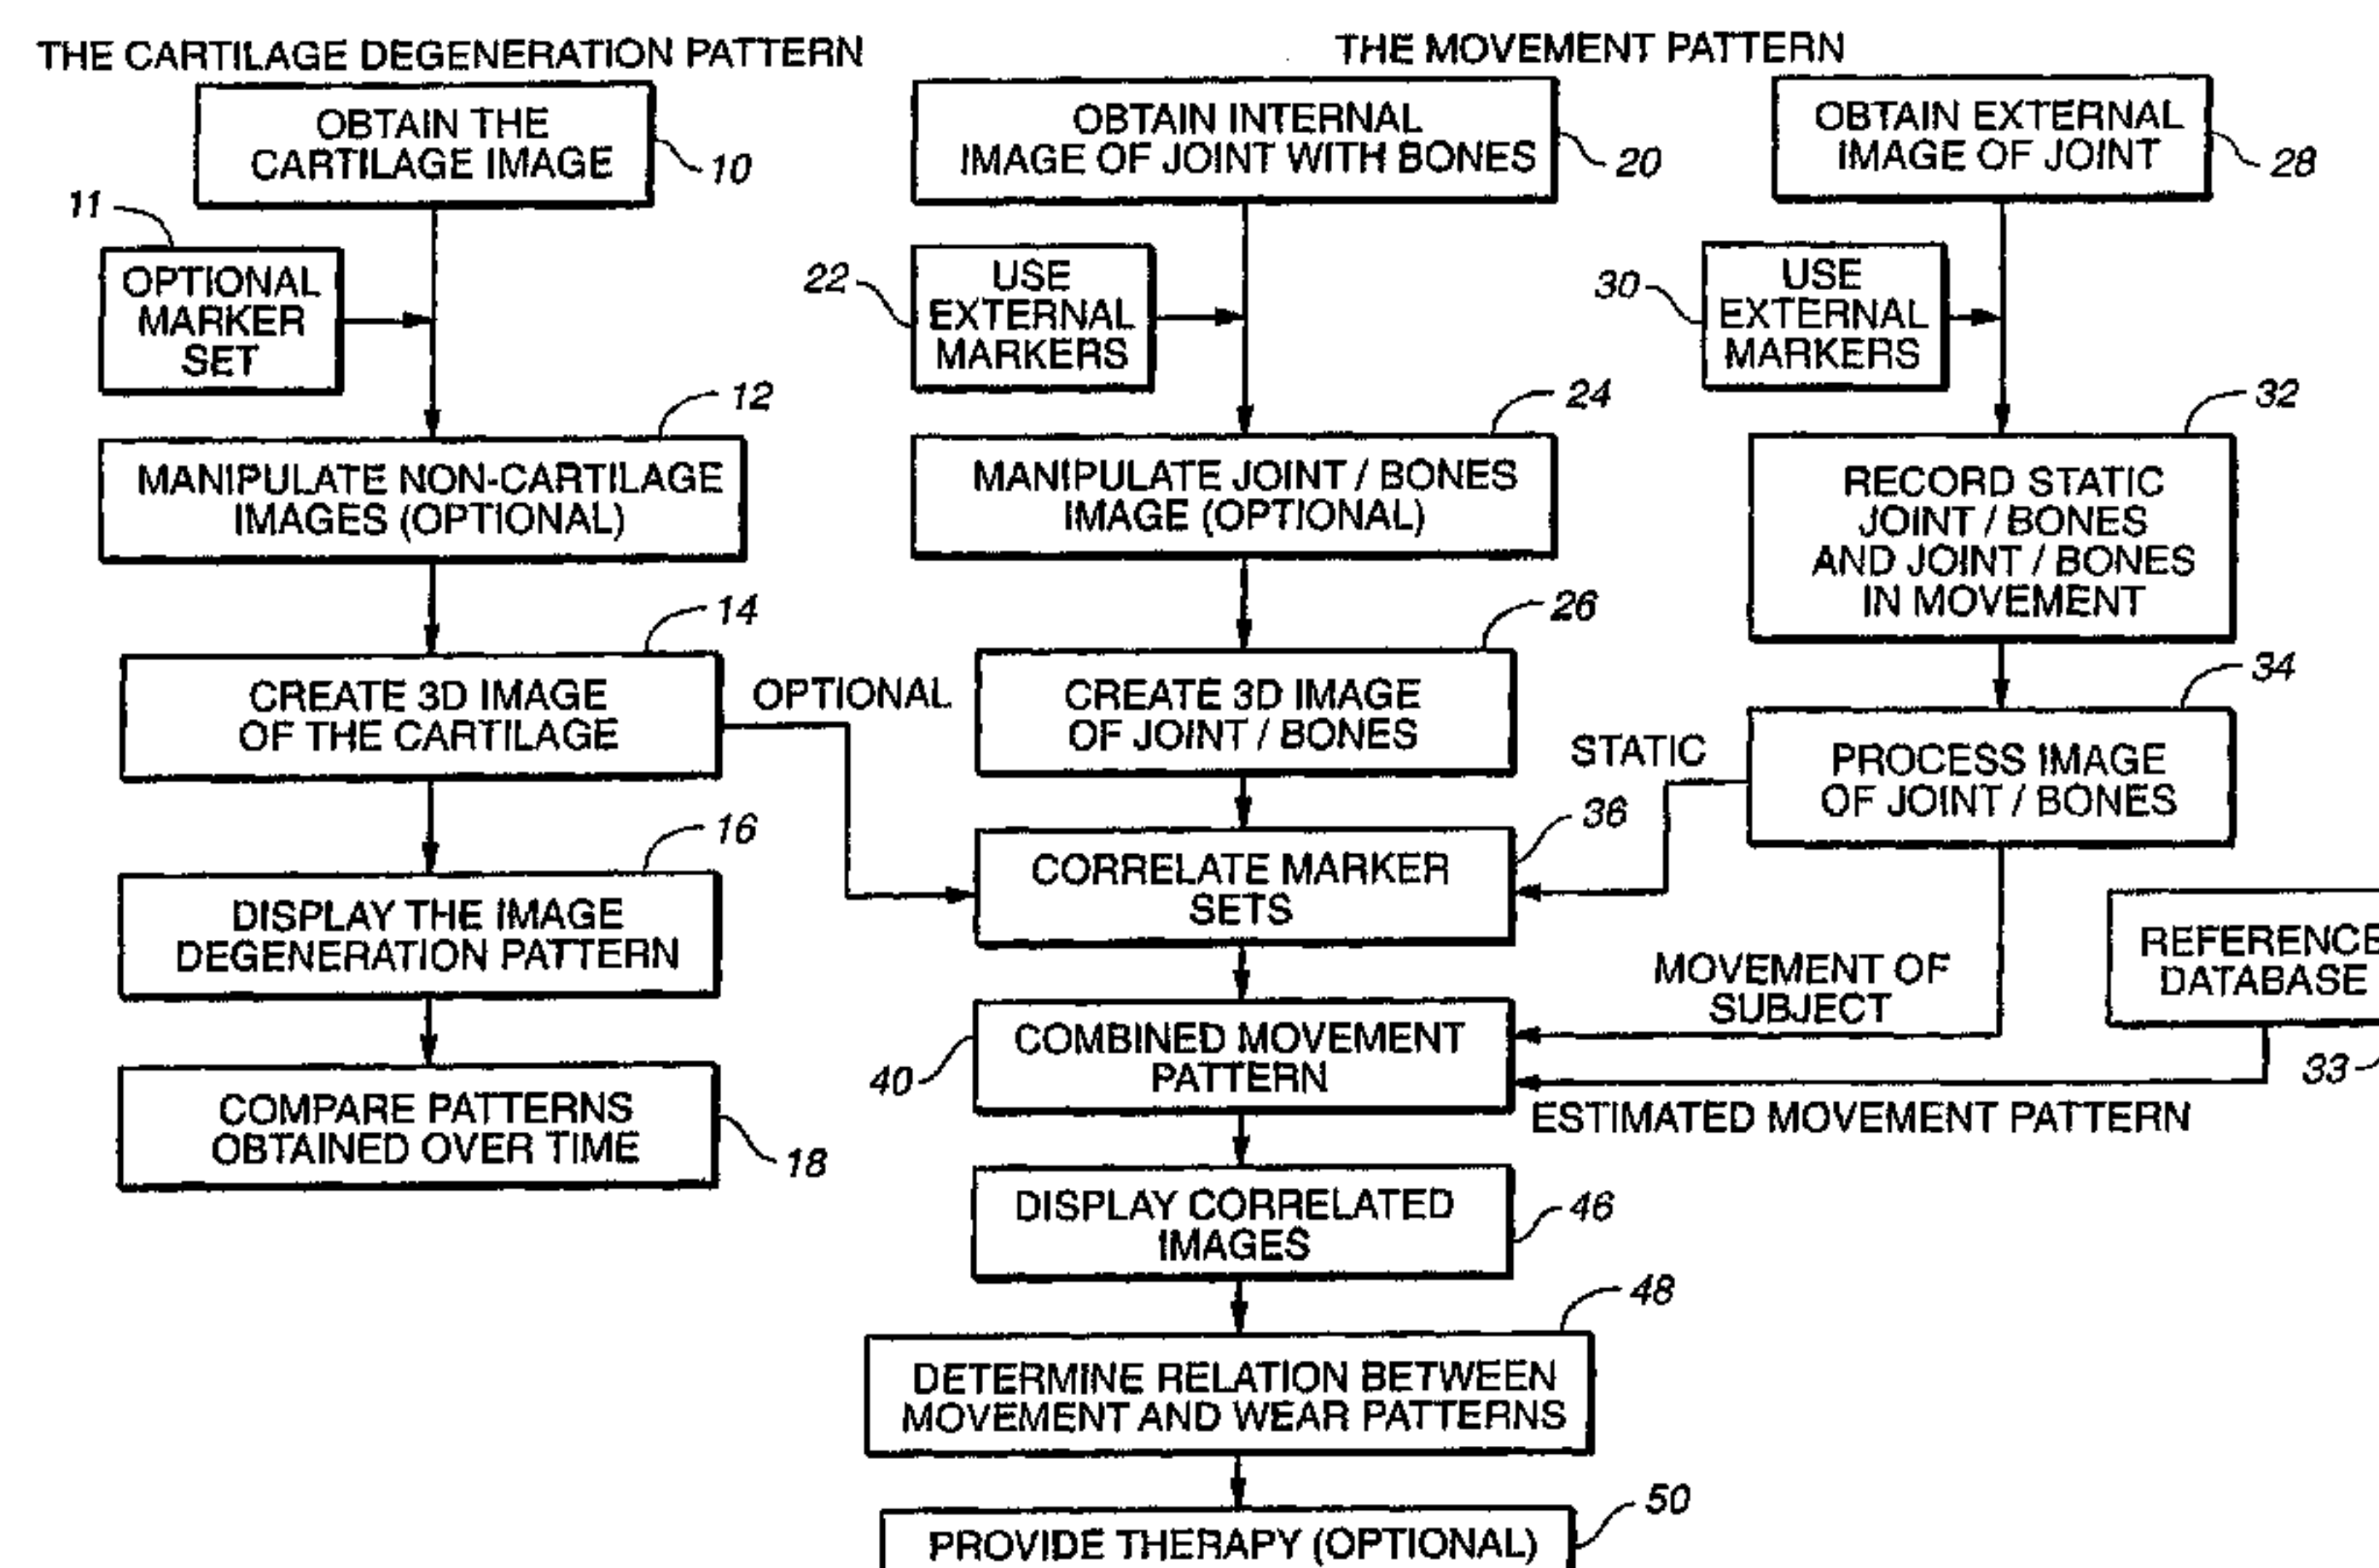 THE CARTILAGE DEGENERATION PATTERN
OBTAIN THE
CARTILAGE IMAGE
10
11
OPTIONAL
MARKER
SET
12
MANIPULATE NON-CARTILAGE
IMAGES (OPTIONAL)
14
CREATE 3D IMAGE
OF THE CARTILAGE
OPTIONAL
16
DISPLAY THE IMAGE
DEGENERATION PATTERN
COMPARE PATTERNS
OBTAINED OVER TIME
18
THE MOVEMENT PATTERN
OBTAIN INTERNAL
IMAGE OF JOINT WITH BONES
20
22
USE
EXTERNAL
MARKERS
24
MANIPULATE JOINT / BONES
IMAGE (OPTIONAL)
26
CREATE 3D IMAGE
OF JOINT / BONES
OBTAIN EXTERNAL
IMAGE OF JOINT
28
30
USE
EXTERNAL
MARKERS
32
RECORD STATIC
JOINT / BONES
AND JOINT / BONES
IN MOVEMENT
34
PROCESS IMAGE
OF JOINT / BONES
STATIC
36
CORRELATE MARKER
SETS
MOVEMENT OF
SUBJECT
REFERENCE
DATABASE
33
40
COMBINED MOVEMENT
PATTERN
ESTIMATED MOVEMENT PATTERN
DISPLAY CORRELATED
IMAGES
46
48
DETERMINE RELATION BETWEEN
MOVEMENT AND WEAR PATTERNS
50
PROVIDE THERAPY (OPTIONAL)